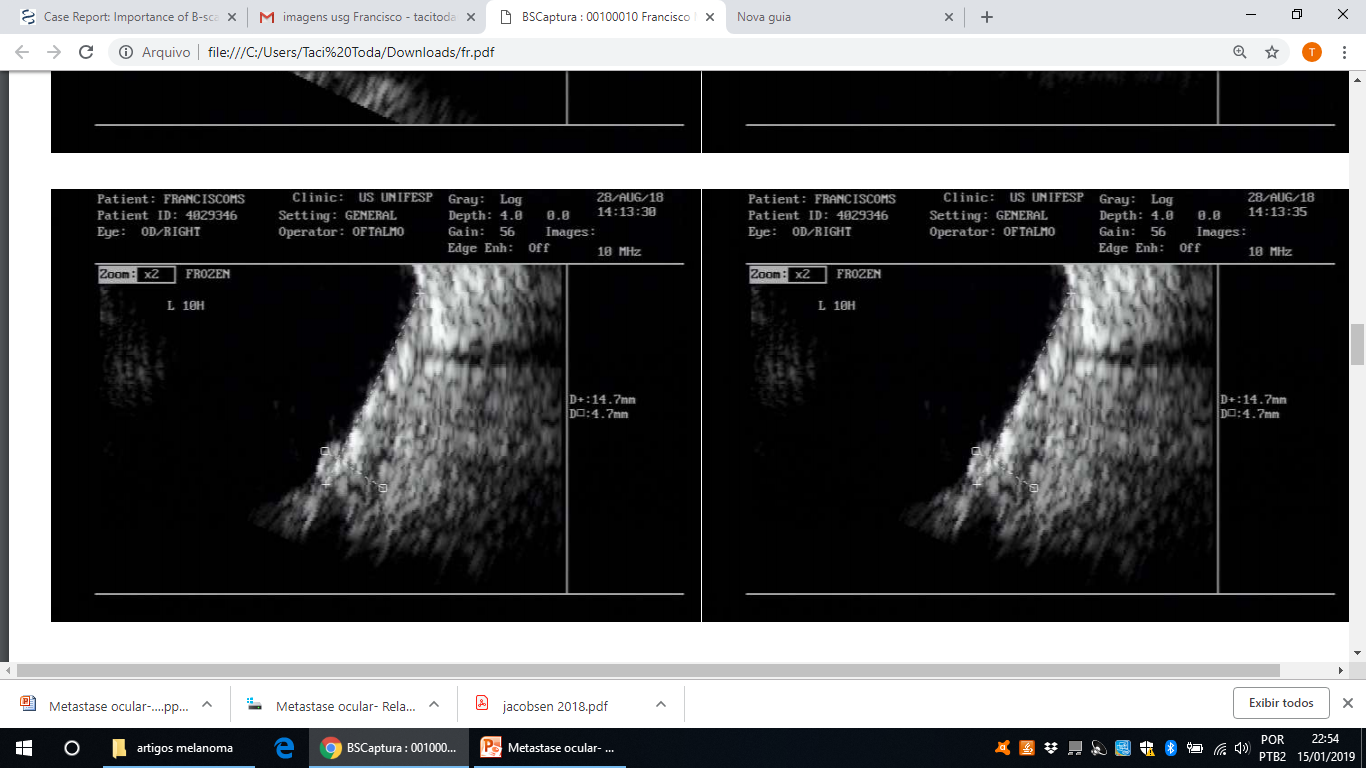 Case Report: Importance of B-sca
imagens usg Francisco - tacitoda
BSCaptura : 00100010 Francisco
Nova guia
Arquivo
file:///C:/Users/Taci%20Toda/Downloads/fr.pdf
T
Patient: FRANCISCOMS Clinic: US UNIFESP Gray: Log 28/AUG/18
Patient ID: 4029346 Setting: GENERAL Depth: 4.0 0.0 14:13:30
Eye: OD/RIGHT Operator: OFTALMO Gain: 56 Images:
Edge Enh: Off 10 MHz
Zoom: x2 FROZEN
L 10H
D+:14.7mm
D□:4.7mm
Patient: FRANCISCOMS Clinic: US UNIFESP Gray: Log 28/AUG/18
Patient ID: 4029346 Setting: GENERAL Depth: 4.0 0.0 14:13:35
Eye: OD/RIGHT Operator: OFTALMO Gain: 56 Images:
Edge Enh: Off 10 MHz
Zoom: x2 FROZEN
L 10H
D+:14.7mm
D□:4.7mm
Metastase ocular-....pp...
Metastase ocular- Rela...
jacobsen 2018.pdf
Exibir todos
artigos melanoma
BSCaptura : 001000...
Metastase ocular- ...
POR
PTB2
22:54
15/01/2019